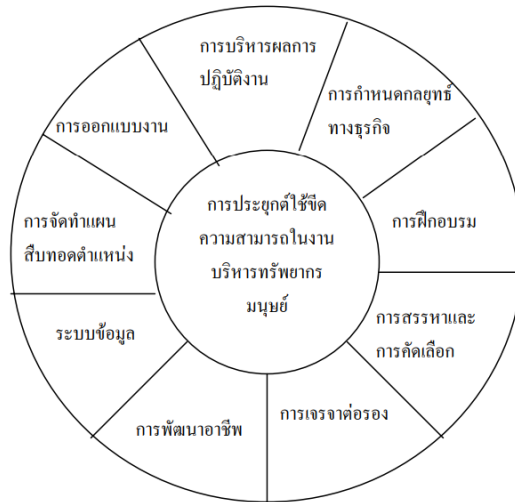 การบริหารผลการ
ปฏิบัติงาน
การกำหนดกลยุทธ์
ทางธุรกิจ
การฝึกอบรม
การสรรหาและ
การคัดเลือก
การเจรจาต่อรอง
การพัฒนาอาชีพ
ระบบข้อมูล
การจัดทำแผน
สืบทอดตำแหน่ง
การออกแบบงาน
การประยุกต์ใช้ขีด
ความสามารถในงาน
บริหารทรัพยากร
มนุษย์